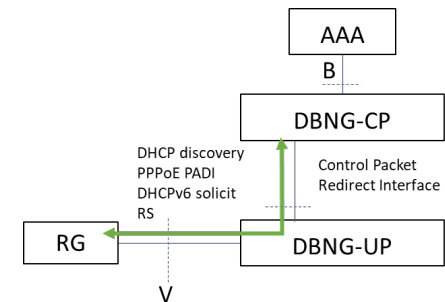 AAA
B
DBNG-CP
DHCP discovery
PPPoE PADI
DHCPv6 solicit
RS
Control Packet
Redirect Interface
RG
DBNG-UP
V